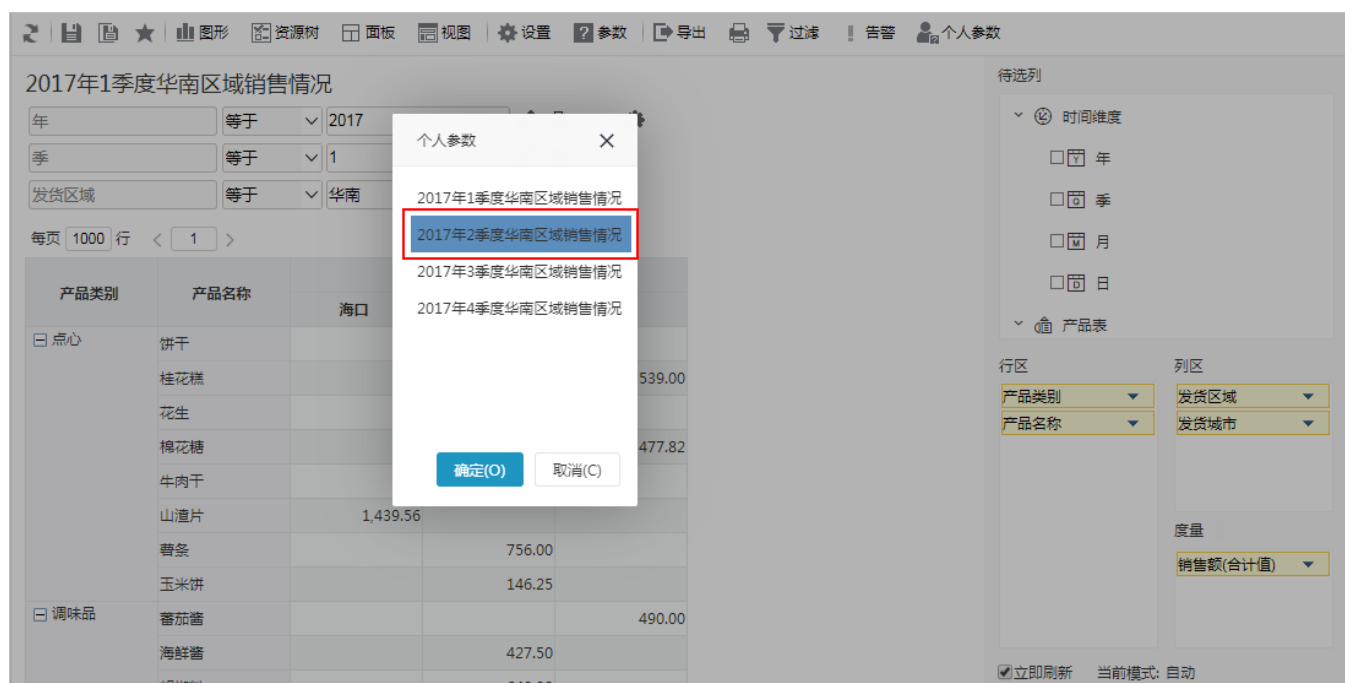 图形 资源树 面板 视图 设置 参数 导出 过滤 告警 个人参数
2017年1季度华南区域销售情况
年 等于 2017
季 等于 1
发货区域 等于 华南
每页 1000 行 < 1 >
产品类别 产品名称
海口
点心 饼干
桂花糕 539.00
花生
棉花糖 477.82
牛肉干
山渣片 1,439.56
薯条 756.00
玉米饼 146.25
调味品 蕃茄酱 490.00
海鲜酱 427.50
个人参数
2017年1季度华南区域销售情况
2017年2季度华南区域销售情况
2017年3季度华南区域销售情况
2017年4季度华南区域销售情况
确定(O) 取消(C)
待选列
时间维度
年
季
月
日
产品表
行区
产品类别
产品名称
列区
发货区域
发货城市
度量
销售额(合计值)
立即刷新 当前模式: 自动